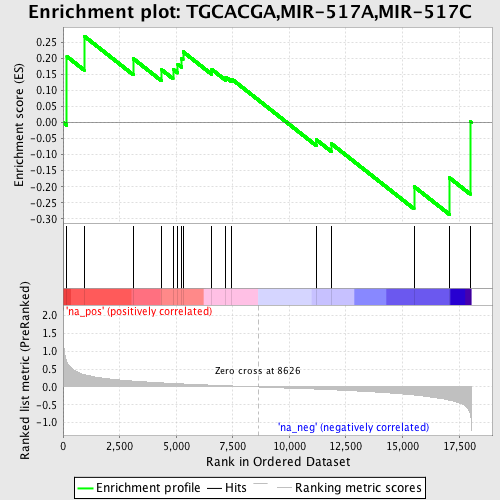 Enrichment plot: TGCACGA,MIR-517A,MIR-517C
Enrichment score (ES)
0.25
0.20
0.15
0.10
0.05
0.00
-0.05
-0.10
-0.15
-0.20
-0.25
-0.30
'na_pos' (positively correlated)
Ranked list metric (PreRanked)
2.0
1.5
1.0
0.5
0.0
-0.5
-1.0
Zero cross at 8626
'na_neg' (negatively correlated)
0
2,500
5,000
7,500
10,000
12,500
15,000
17,500
Rank in Ordered Dataset
Enrichment profile
Hits
Ranking metric scores